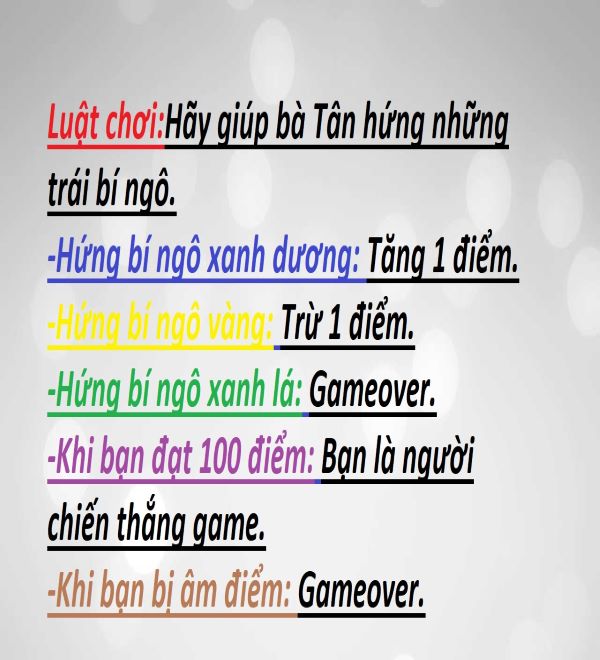 Luật chơi:Hãy giúp bà Tân hứng những
trái bí ngô.
-Hứng bí ngô xanh dương: Tăng 1 điểm.
-Hứng bí ngô vàng: Trừ 1 điểm.
-Hứng bí ngô xanh lá: Gameover.
-Khi bạn đạt 100 điểm: Bạn là người
chiến thắng game.
-Khi bạn bị âm điểm: Gameover.